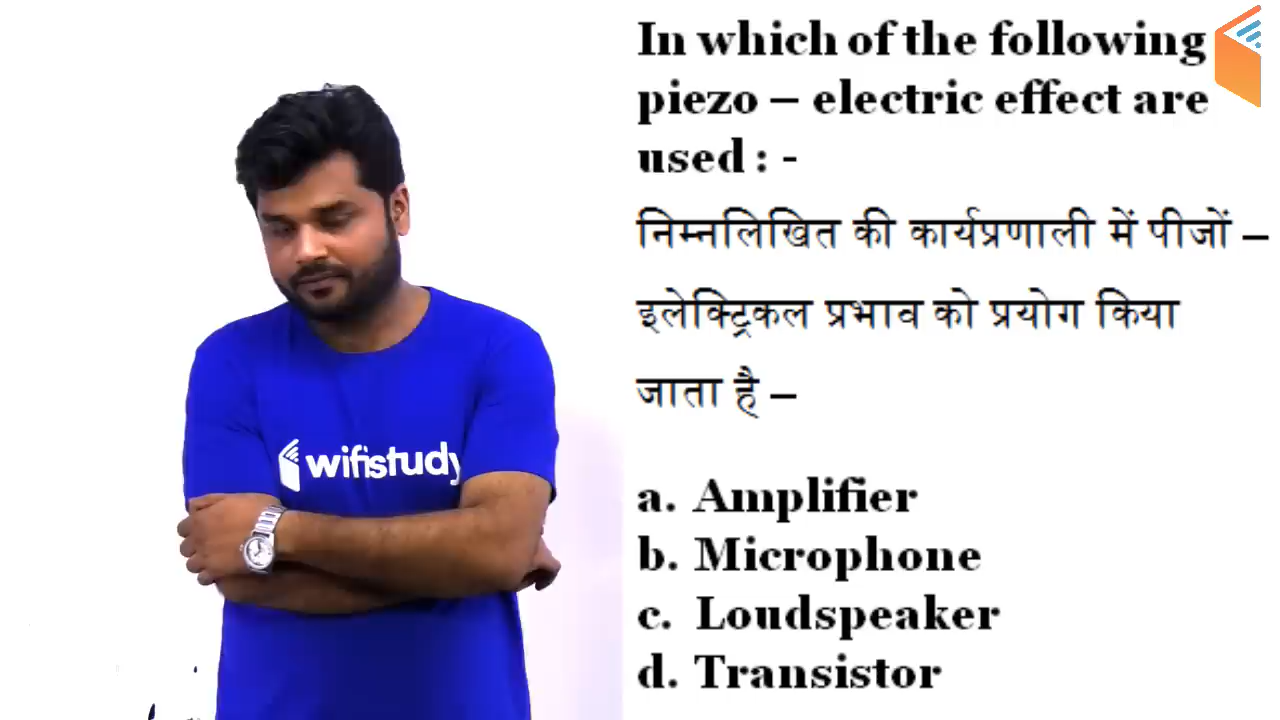 In which of the following
piezo – electric effect are
used : -
निम्नलिखित की कार्यप्रणाली में पीजों –
इलेक्ट्रिकल प्रभाव को प्रयोग किया
जाता है –
a. Amplifier
b. Microphone
c. Loudspeaker
d. Transistor
wifistudy